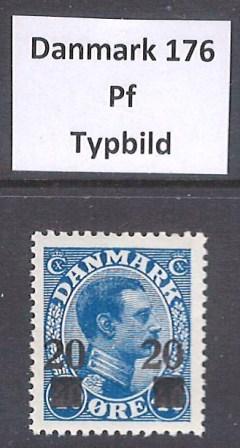 Danmark 176
Pf
Typbild
DANMARK
20 20
ØRE